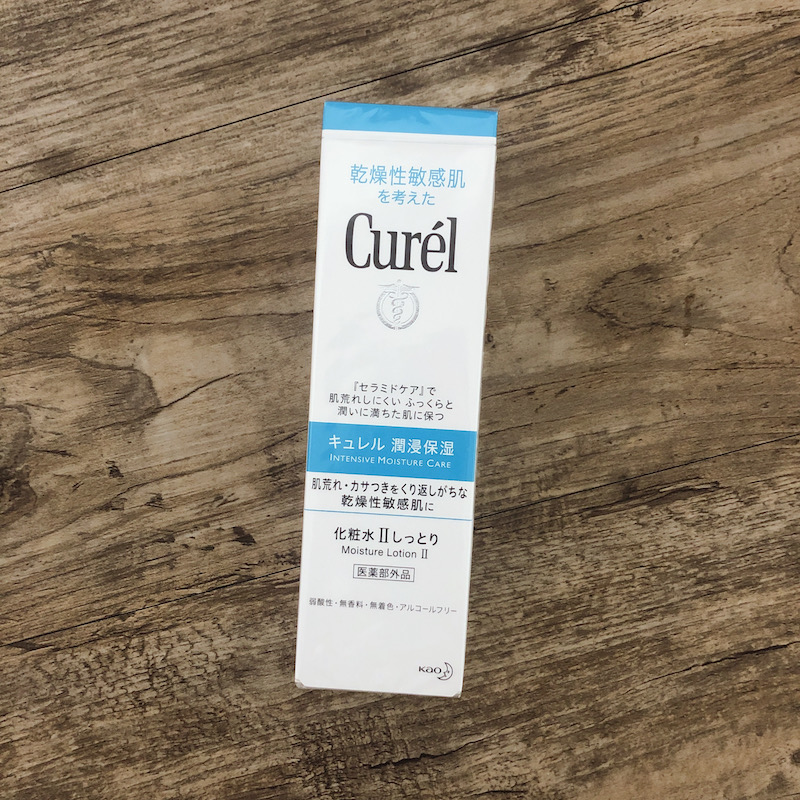 乾燥性敏感肌
を考えた
Curél
『セラミドケア』で
肌荒れしにくい ふっくらと
潤いに満ちた肌に保つ
キュレル 潤浸保湿
INTENSIVE MOISTURE CARE
肌荒れ・カサつきをくり返しがちな
乾燥性敏感肌に
化粧水 II しっとり
Moisture Lotion II
医薬部外品
弱酸性・無香料・無着色・アルコールフリー
Kao